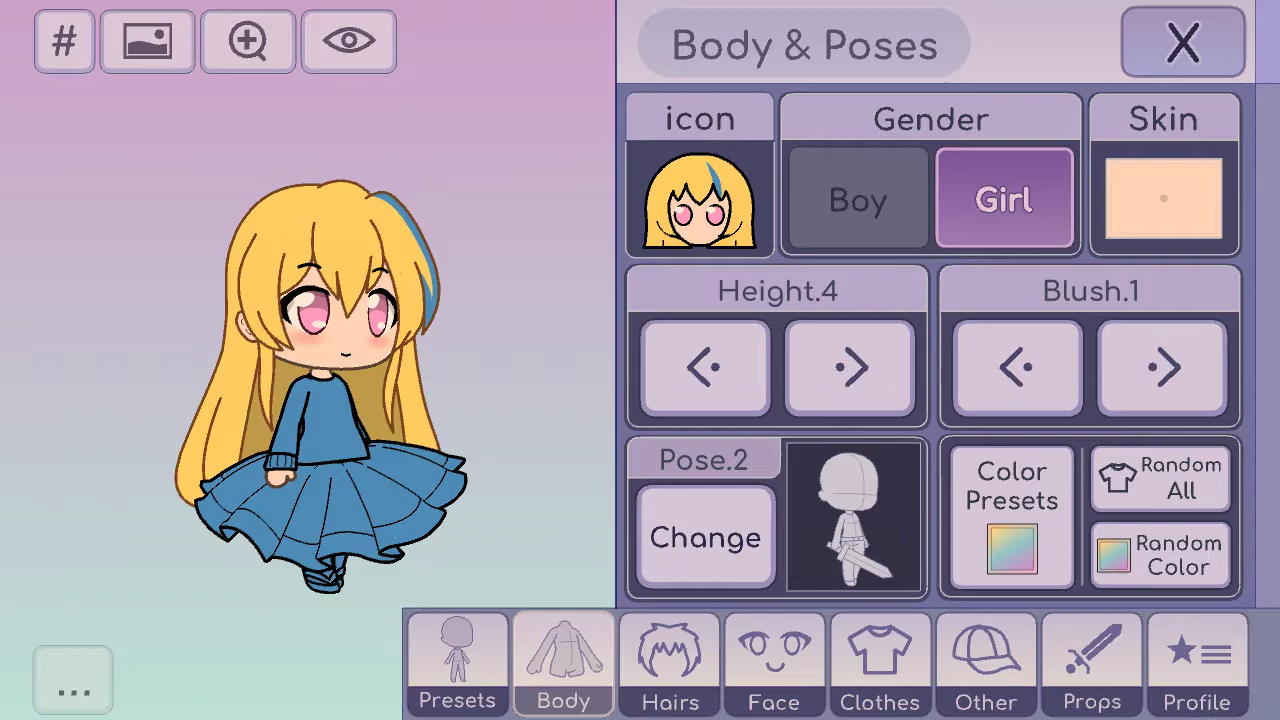 #
Body & Poses
X
icon
Gender
Skin
Boy
Girl
Height.4
Blush.1
Pose.2
Change
Color
Presets
Random
All
Random
Color
...
Presets
Body
Hairs
Face
Clothes
Other
Props
Profile